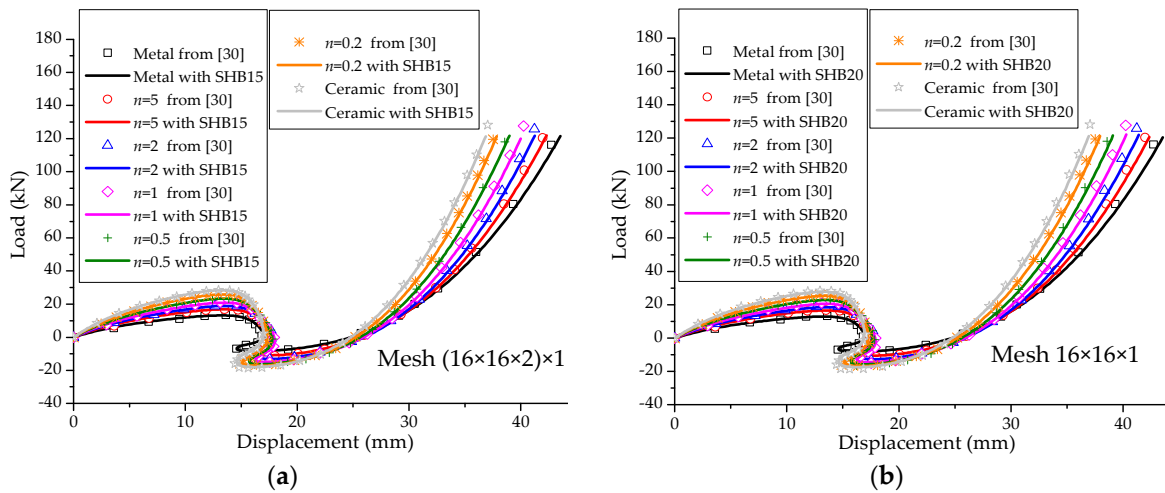 180
160
140
120
100
80
60
40
20
0
-20
-40
Load (kN)
Metal from [30]
Metal with SHB15
n=5 from [30]
n=5 with SHB15
n=2 from [30]
n=2 with SHB15
n=1 from [30]
n=1 with SHB15
n=0.5 from [30]
n=0.5 with SHB15
n=0.2 from [30]
n=0.2 with SHB15
Ceramic from [30]
Ceramic with SHB15
Mesh (16×16×2)×1
0 10 20 30 40
Displacement (mm)
(a)
180
160
140
120
100
80
60
40
20
0
-20
-40
Load (kN)
Metal from [30]
Metal with SHB20
n=5 from [30]
n=5 with SHB20
n=2 from [30]
n=2 with SHB20
n=1 from [30]
n=1 with SHB20
n=0.5 from [30]
n=0.5 with SHB20
n=0.2 from [30]
n=0.2 with SHB20
Ceramic from [30]
Ceramic with SHB20
Mesh 16×16×1
0 10 20 30 40
Displacement (mm)
(b)